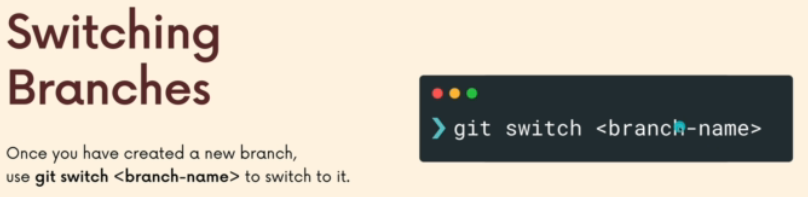 Switching
Branches
Once you have created a new branch,
use git switch <branch-name> to switch to it.
❯ git switch <branch-name>